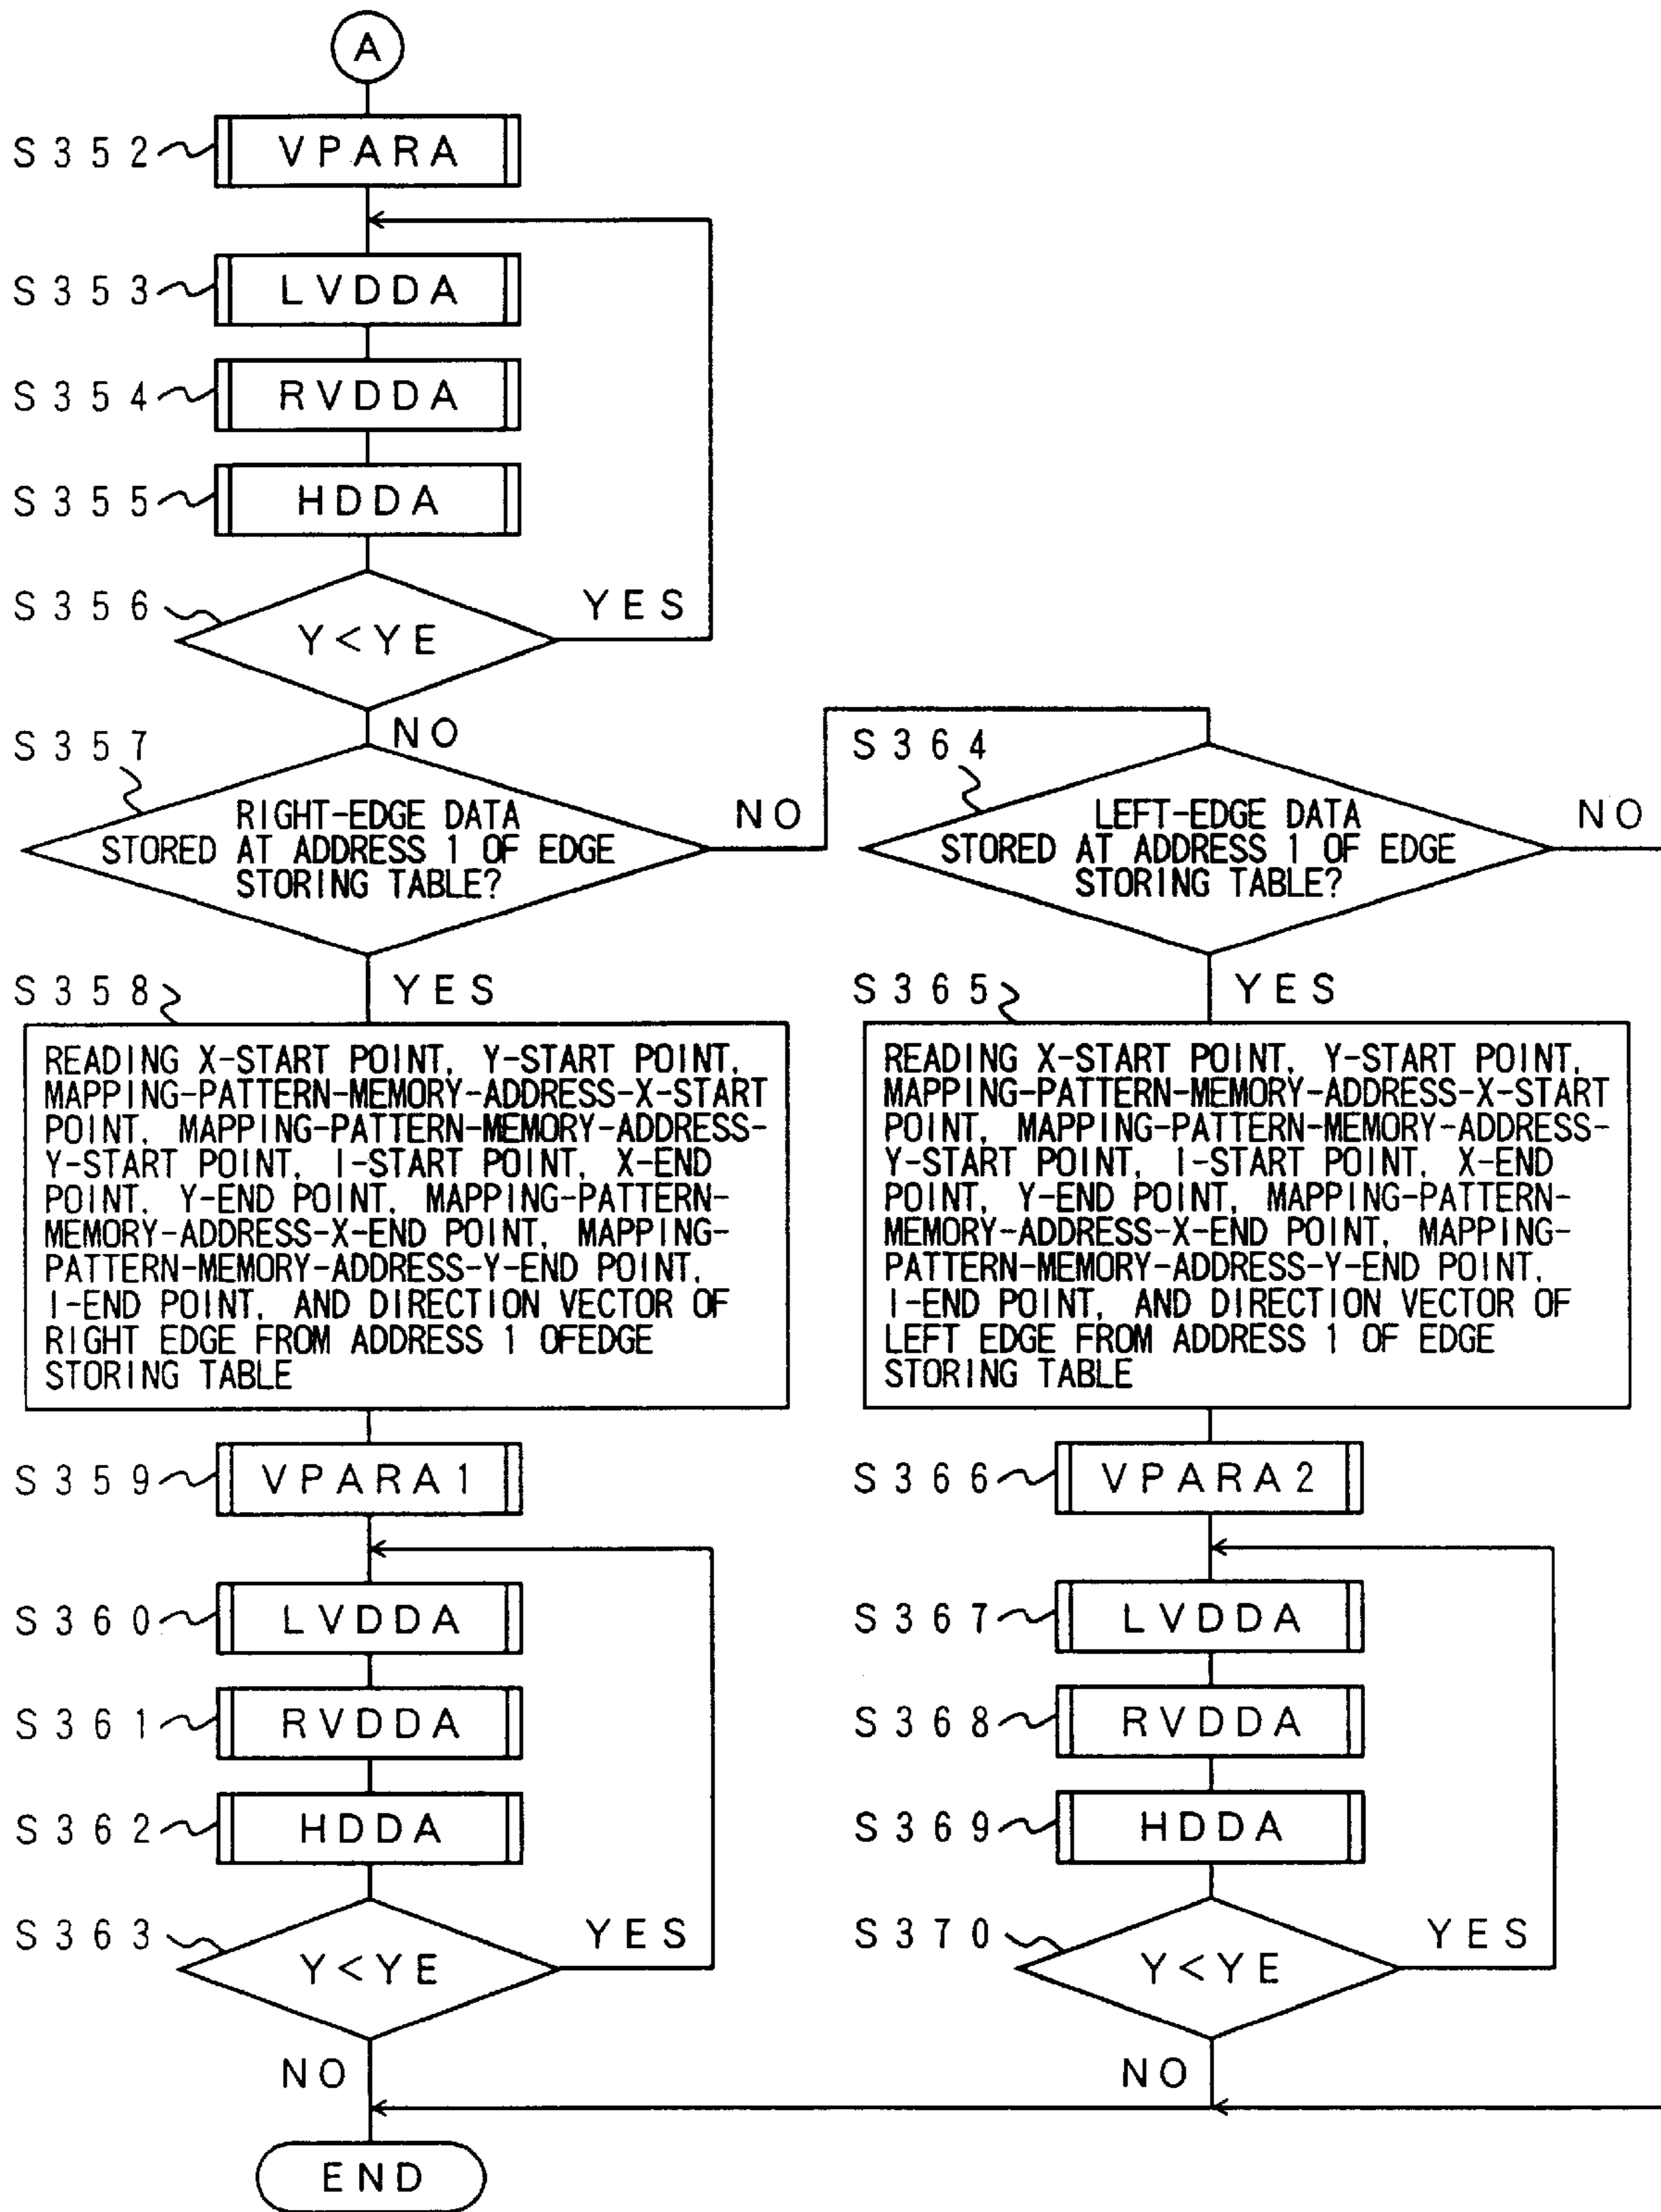 A
S352 VPARA
S353 LVDDA
S354 RVDDA
S355 HDDA
S356 Y<YE YES
NO
S357
RIGHT-EDGE DATA
STORED AT ADDRESS 1 OF EDGE
STORING TABLE?
NO
YES
S358
READING X-START POINT, Y-START POINT,
MAPPING-PATTERN-MEMORY-ADDRESS-X-START
POINT, MAPPING-PATTERN-MEMORY-ADDRESS-
Y-START POINT, I-START POINT, X-END
POINT, Y-END POINT, MAPPING-PATTERN-
MEMORY-ADDRESS-X-END POINT, MAPPING-
PATTERN-MEMORY-ADDRESS-Y-END POINT,
I-END POINT, AND DIRECTION VECTOR OF
RIGHT EDGE FROM ADDRESS 1 OFEDGE
STORING TABLE
S359 VPARA1
S360 LVDDA
S361 RVDDA
S362 HDDA
S363 Y<YE YES
NO
S364
LEFT-EDGE DATA
STORED AT ADDRESS 1 OF EDGE
STORING TABLE?
NO
YES
S365
READING X-START POINT, Y-START POINT,
MAPPING-PATTERN-MEMORY-ADDRESS-X-START
POINT, MAPPING-PATTERN-MEMORY-ADDRESS-
Y-START POINT, I-START POINT, X-END
POINT, Y-END POINT, MAPPING-PATTERN-
MEMORY-ADDRESS-X-END POINT, MAPPING-
PATTERN-MEMORY-ADDRESS-Y-END POINT,
I-END POINT, AND DIRECTION VECTOR OF
LEFT EDGE FROM ADDRESS 1 OF EDGE
STORING TABLE
S366 VPARA2
S367 LVDDA
S368 RVDDA
S369 HDDA
S370 Y<YE YES
NO
END